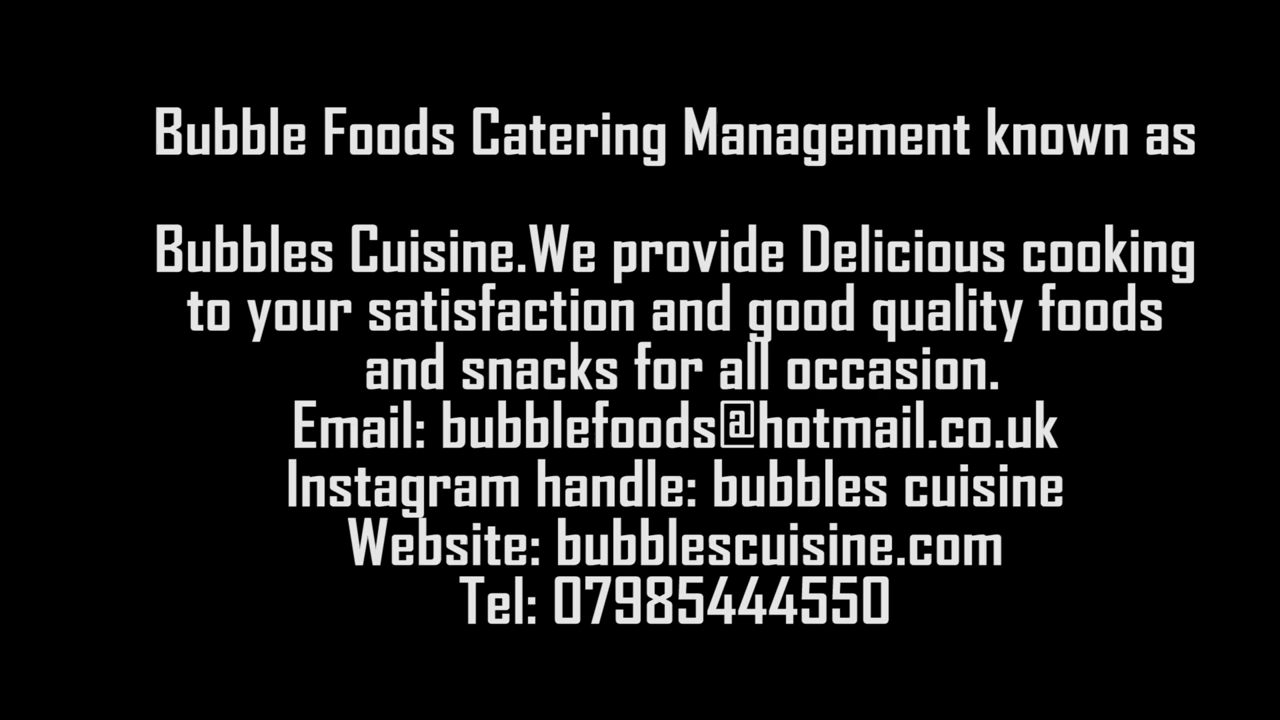 Bubble Foods Catering Management known as
Bubbles Cuisine.We provide Delicious cooking
to your satisfaction and good quality foods
and snacks for all occasion.
Email: bubblefoods@hotmail.co.uk
Instagram handle: bubbles cuisine
Website: bubblescuisine.com
Tel: 07985444550